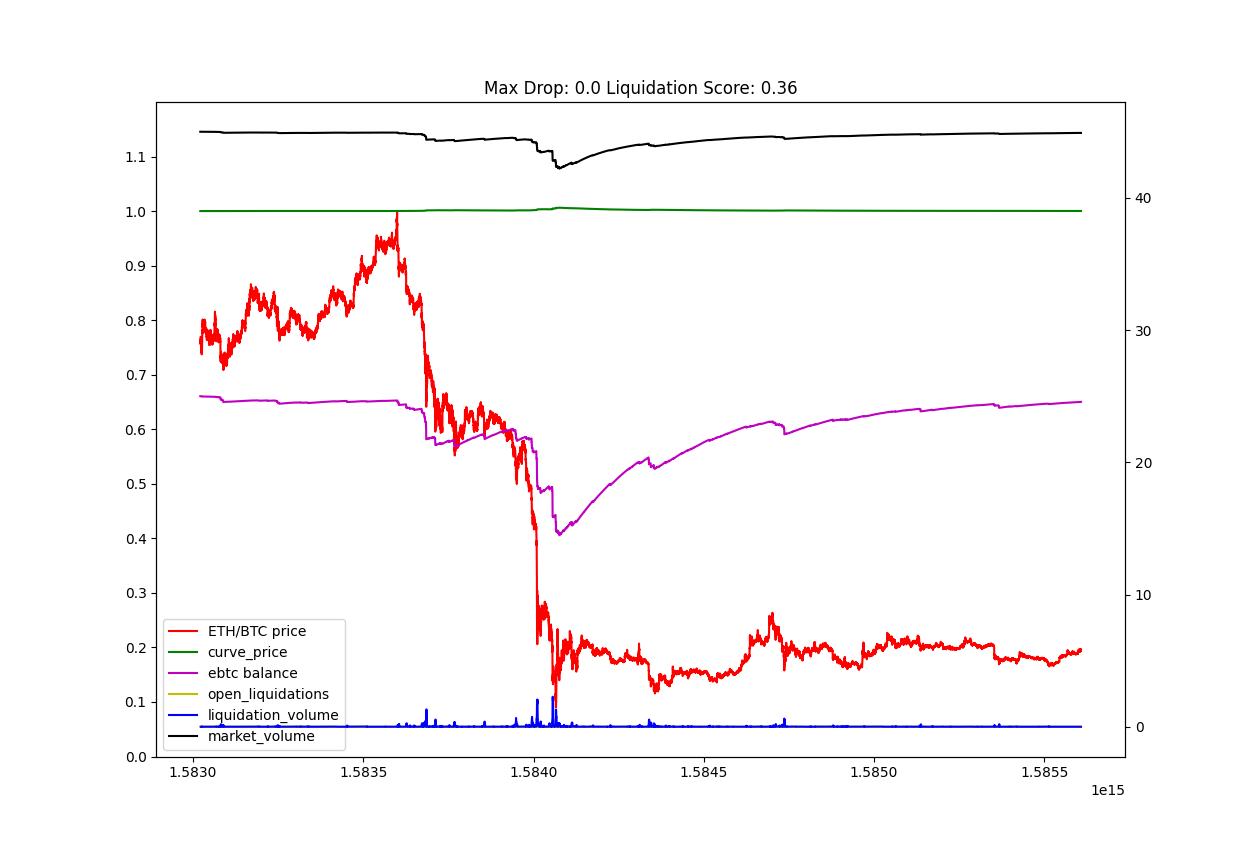 Max Drop: 0.0 Liquidation Score: 0.36
1.1
1.0
0.9
0.8
0.7
0.6
0.5
0.4
0.3
0.2
0.1
0.0
40
30
20
10
0
ETH/BTC price
curve_price
ebtc balance
open_liquidations
liquidation_volume
market_volume
1.5830 1.5835 1.5840 1.5845 1.5850 1.5855
1e15